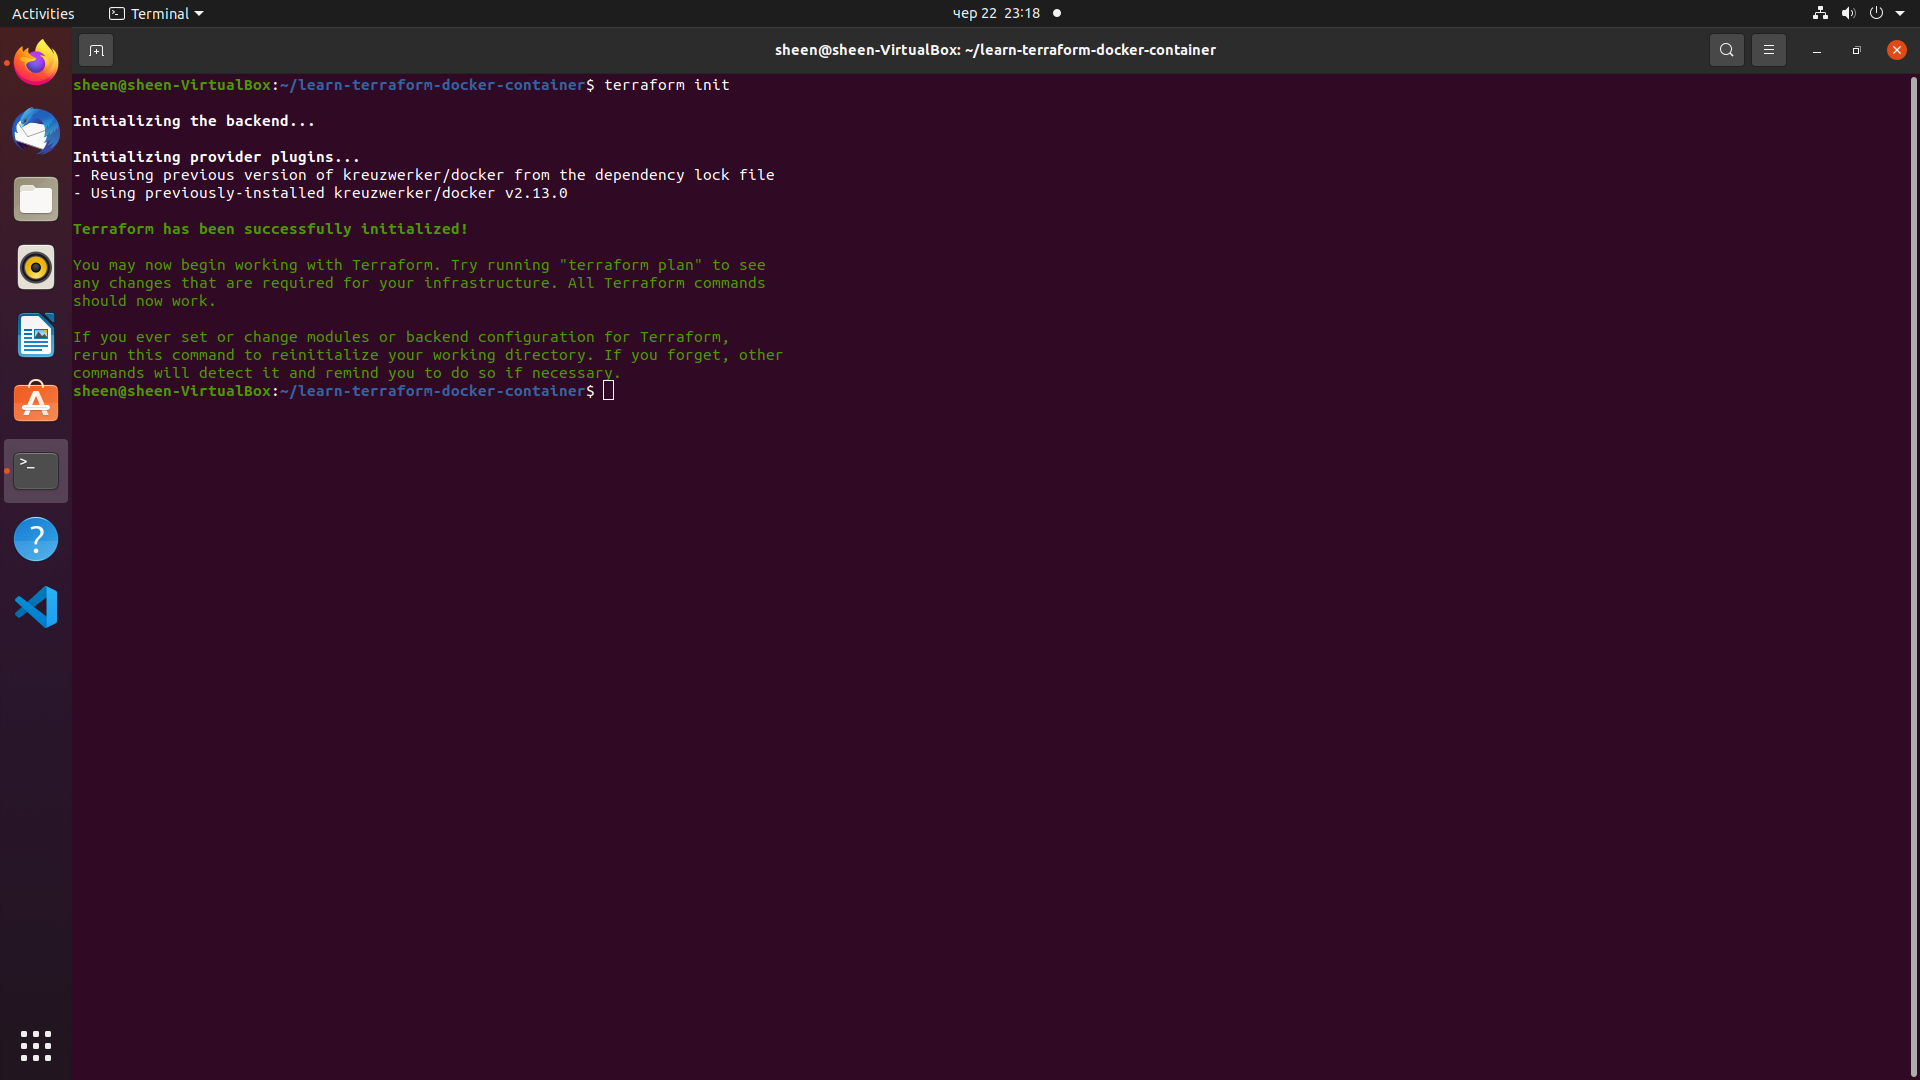 Activities
Terminal
чер 22 23:18
sheen@sheen-VirtualBox: ~/learn-terraform-docker-container
sheen@sheen-VirtualBox:~/learn-terraform-docker-container$ terraform init
Initializing the backend...
Initializing provider plugins...
- Reusing previous version of kreuzwerker/docker from the dependency lock file
- Using previously-installed kreuzwerker/docker v2.13.0
Terraform has been successfully initialized!
You may now begin working with Terraform. Try running "terraform plan" to see
any changes that are required for your infrastructure. All Terraform commands
should now work.
If you ever set or change modules or backend configuration for Terraform,
rerun this command to reinitialize your working directory. If you forget, other
commands will detect it and remind you to do so if necessary.
sheen@sheen-VirtualBox:~/learn-terraform-docker-container$